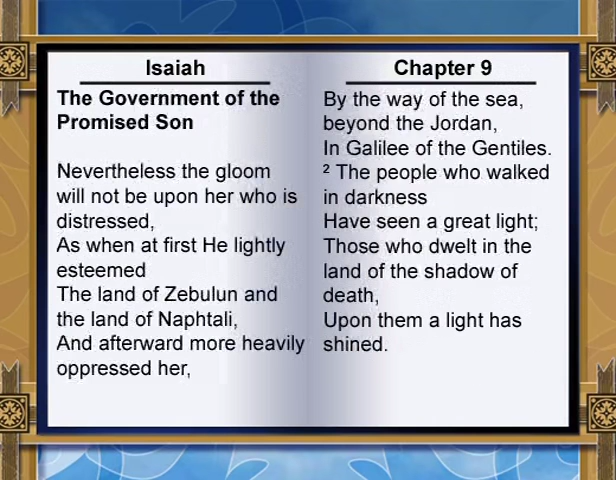 Isaiah
The Government of the
Promised Son
Nevertheless the gloom
will not be upon her who is
distressed,
As when at first He lightly
esteemed
The land of Zebulun and
the land of Naphtali,
And afterward more heavily
oppressed her,
Chapter 9
By the way of the sea,
beyond the Jordan,
In Galilee of the Gentiles.
² The people who walked
in darkness
Have seen a great light;
Those who dwelt in the
land of the shadow of
death,
Upon them a light has
shined.